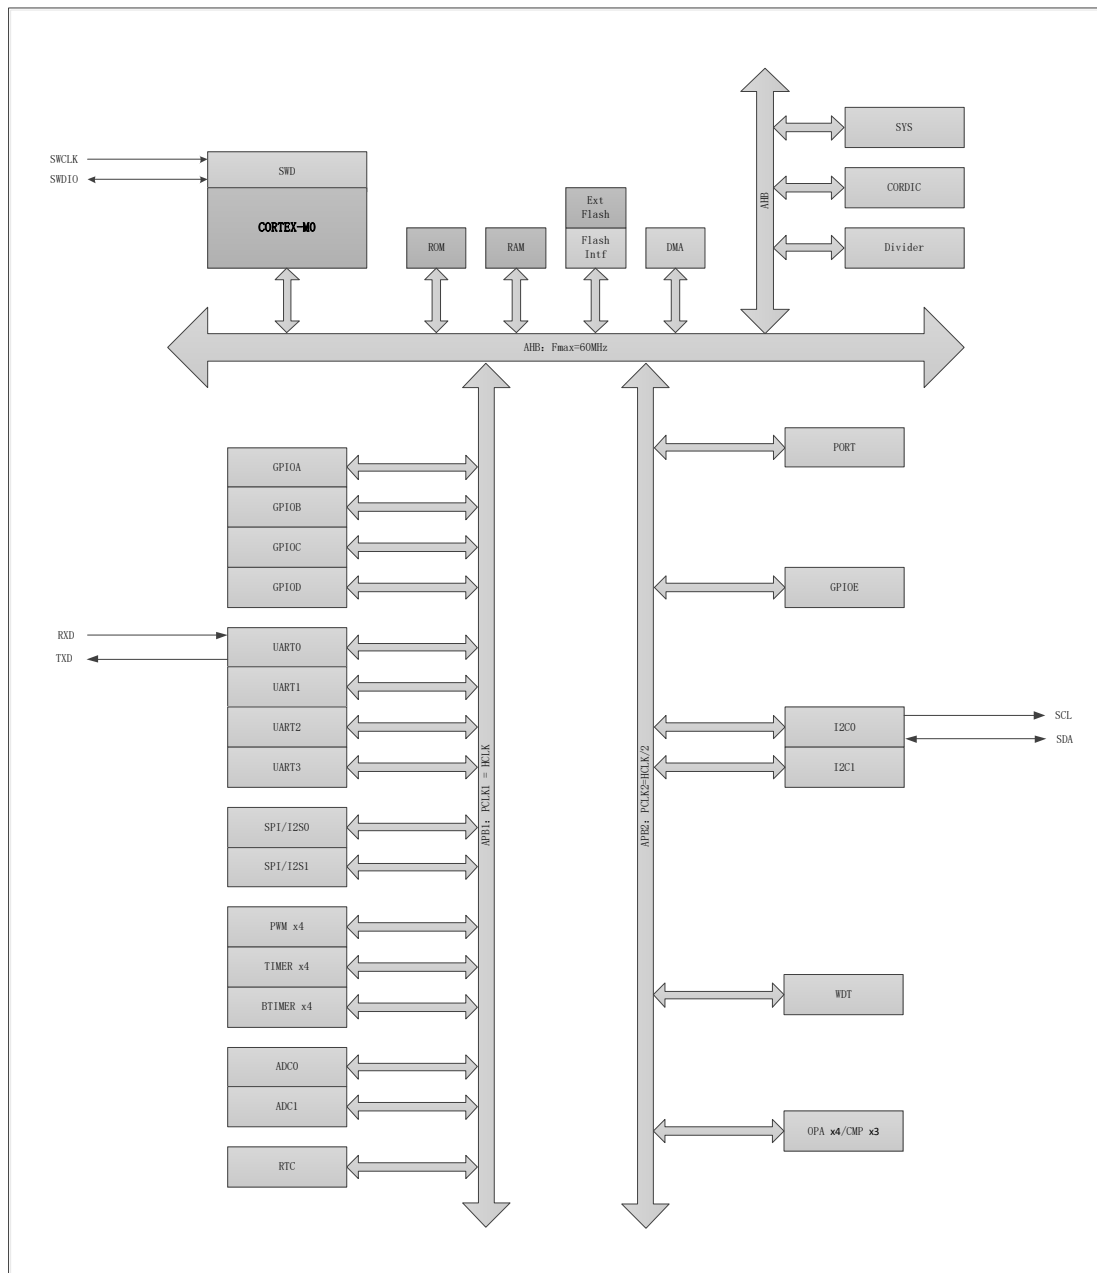 SWCLK
SWDIO
SWD
CORTEX-M0
ROM
RAM
Ext
Flash
Flash
Intf
DMA
AHB
SYS
CORDIC
Divider
AHB: Fmax=60MHz
GPIOA
GPIOB
GPIOC
GPIOD
RXD
TXD
UART0
UART1
UART2
UART3
SPI/I2S0
SPI/I2S1
PWM x4
TIMER x4
BTIMER x4
ADC0
ADC1
RTC
APB1: PCLK1 = HCLK
APB2: PCLK2=HCLK/2
PORT
GPIOE
I2C0
I2C1
SCL
SDA
WDT
OPA x4/CMP x3